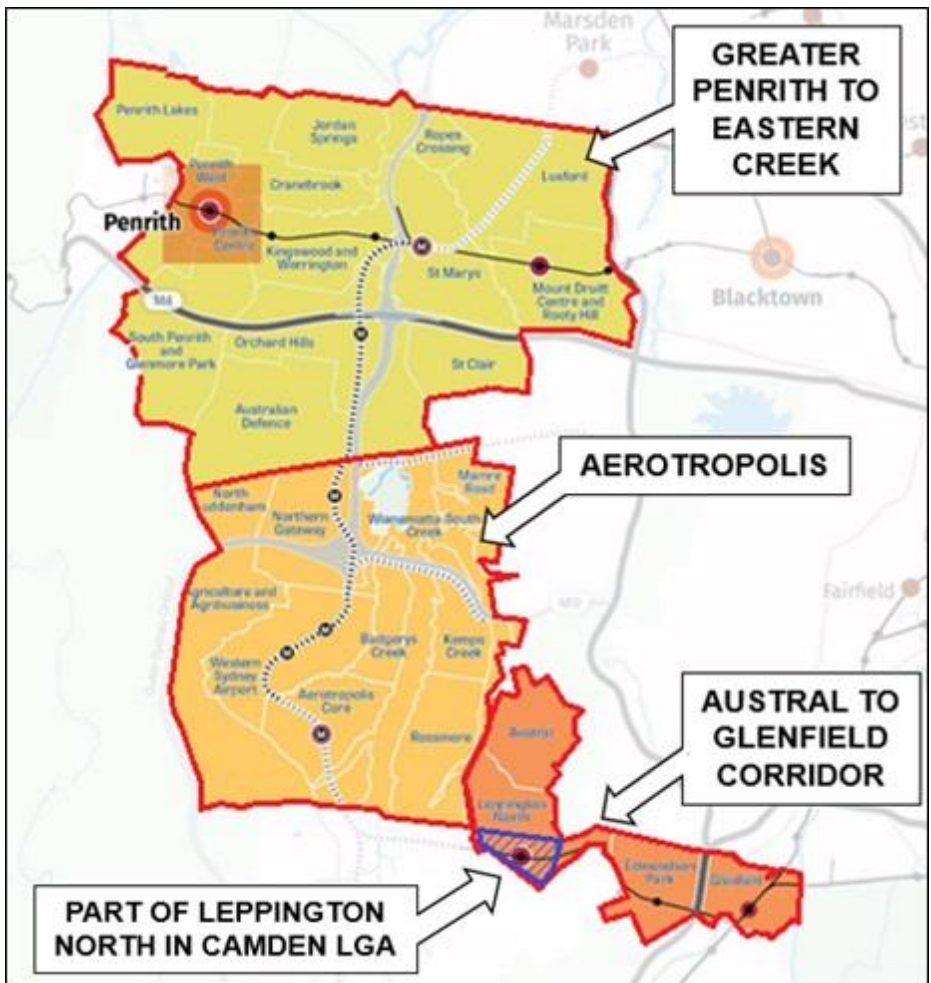 Marsden
Park
GREATER
PENRITH TO
EASTERN
CREEK
Penrith Lakes
Jordan
Springs
Ropes
Crossing
Luxford
Penrith
West
Cranebrook
Penrith
Centre
Kingswood and
Werrington
St Marys
Mount Druitt
Centre and
Rooty Hill
Blacktown
M4
South Penrith
and
Glenmore Park
Orchard Hills
St Clair
Australian
Defence
AEROTROPOLIS
Mamre
Road
North
Luddenham
Northern
Gateway
Wianamatta-South
Creek
Fairfield
Agriculture and
Agribusiness
Badgerys
Creek
Kemps
Creek
Western
Sydney
Airport
Aerotropolis
Core
Rossmore
AUSTRAL TO
GLENFIELD
CORRIDOR
Austral
Leppington
North
Edmondson
Park
Glenfield
PART OF LEPPINGTON
NORTH IN CAMDEN LGA